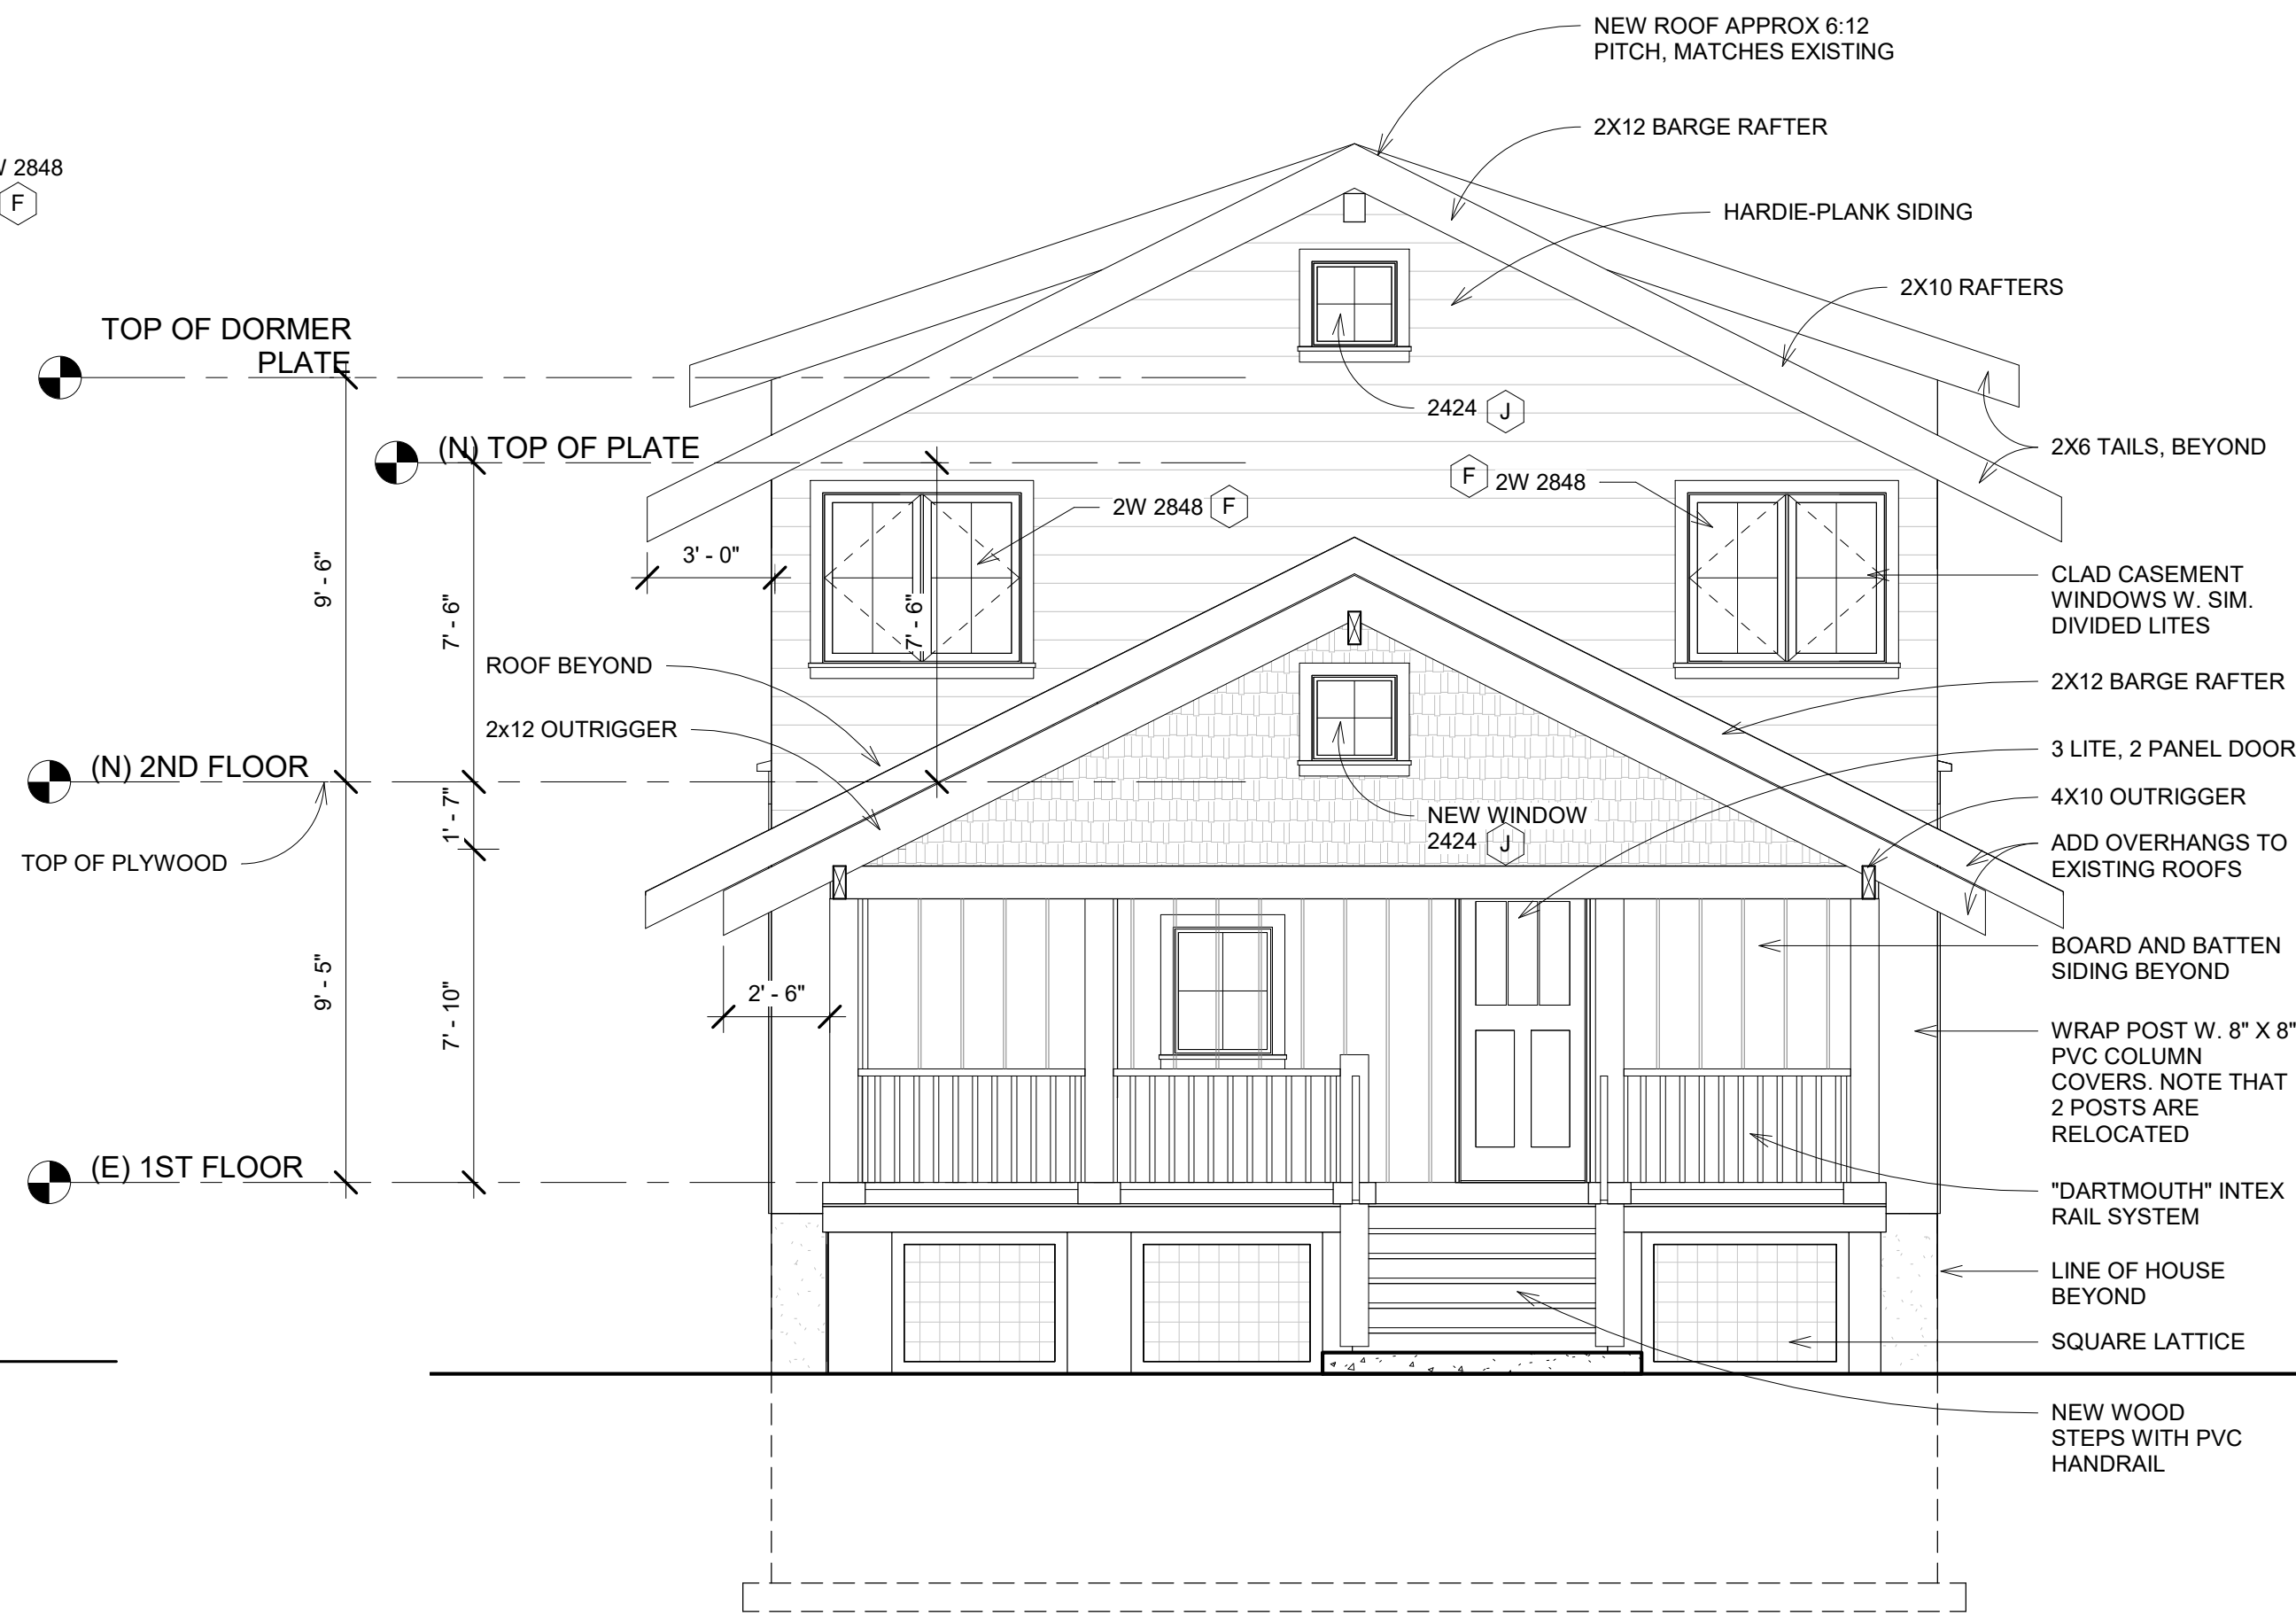 NEW ROOF APPROX 6:12
PITCH, MATCHES EXISTING
2X12 BARGE RAFTER
HARDIE-PLANK SIDING
2X10 RAFTERS
2X6 TAILS, BEYOND
CLAD CASEMENT
WINDOWS W. SIM.
DIVIDED LITES
2X12 BARGE RAFTER
3 LITE, 2 PANEL DOOR
4X10 OUTRIGGER
ADD OVERHANGS TO
EXISTING ROOFS
BOARD AND BATTEN
SIDING BEYOND
WRAP POST W. 8" X 8"
PVC COLUMN
COVERS. NOTE THAT
2 POSTS ARE
RELOCATED
"DARTMOUTH" INTEX
RAIL SYSTEM
LINE OF HOUSE
BEYOND
SQUARE LATTICE
NEW WOOD
STEPS WITH PVC
HANDRAIL
2848
F
TOP OF DORMER
PLATE
(N) TOP OF PLATE
2424 J
F 2W 2848
2W 2848 F
3' - 0"
9' - 6"
7' - 6"
7' - 6"
ROOF BEYOND
2x12 OUTRIGGER
(N) 2ND FLOOR
1' - 7"
TOP OF PLYWOOD
NEW WINDOW
2424 J
9' - 5"
7' - 10"
2' - 6"
(E) 1ST FLOOR